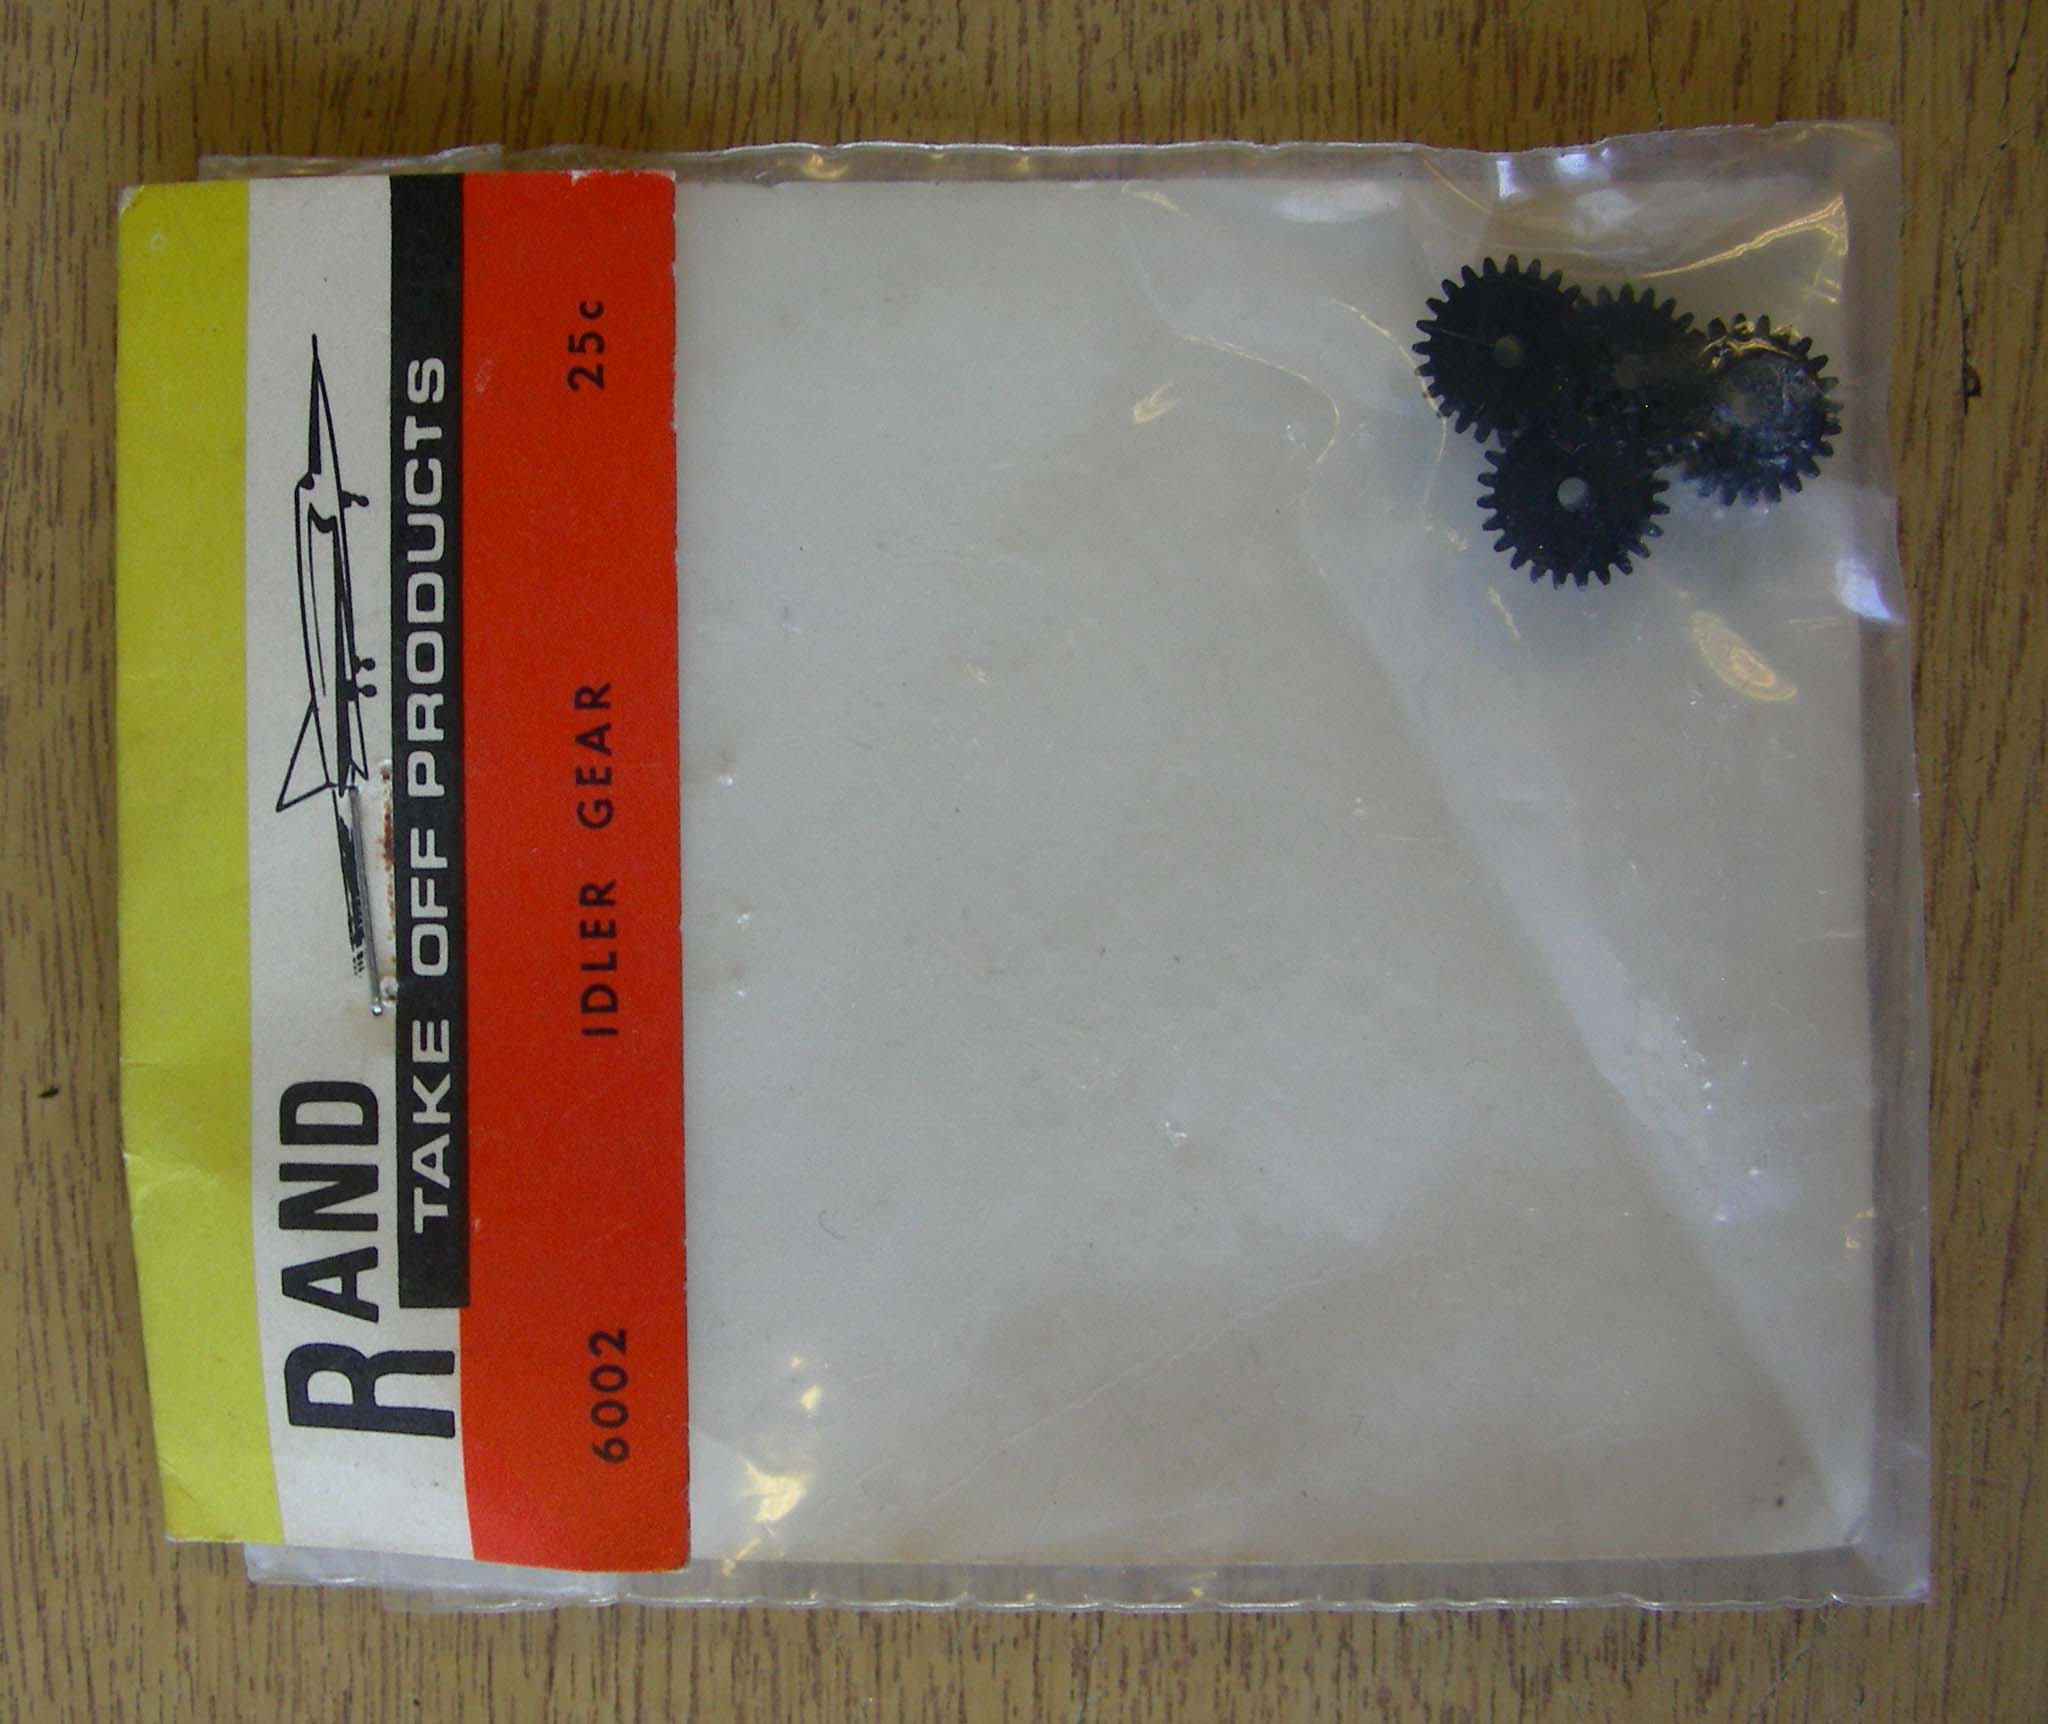 RAND
TAKE OFF PRODUCTS
6002 IDLER GEAR 25c